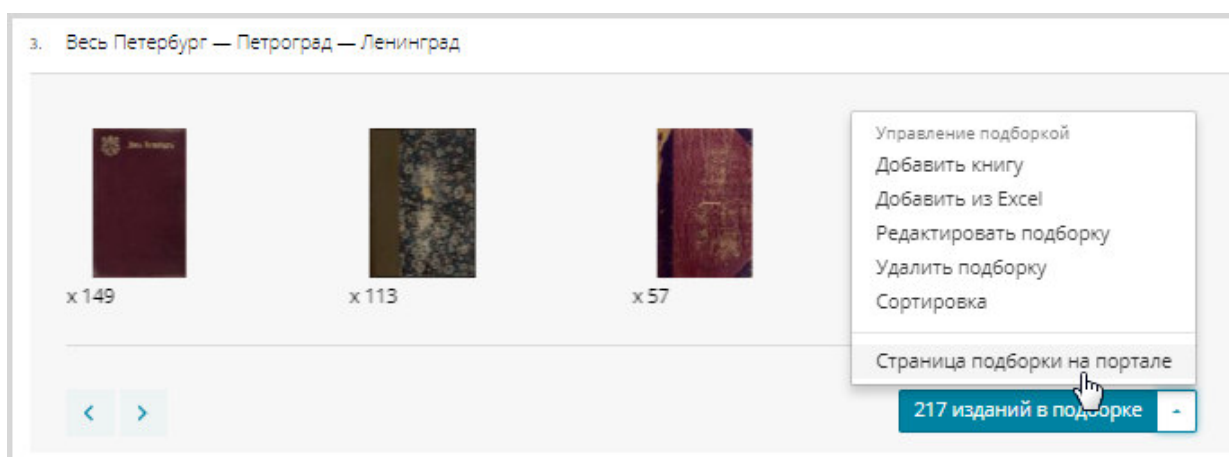 3. Весь Петербург — Петроград — Ленинград
Управление подборкой
Добавить книгу
Добавить из Excel
Редактировать подборку
Удалить подборку
Сортировка
x 149
x 113
x 57
Страница подборки на портале
217 изданий в подборке